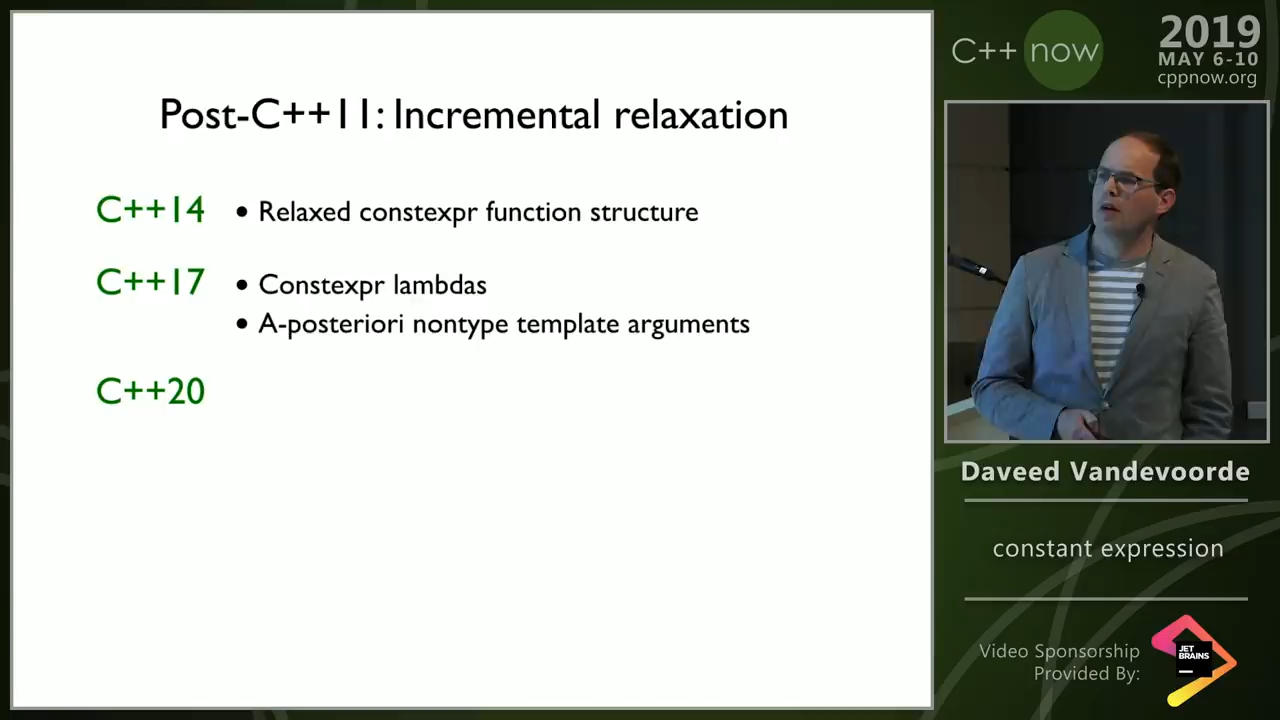 Post-C++11: Incremental relaxation
C++14 • Relaxed constexpr function structure
C++17 • Constexpr lambdas
• A-posteriori nontype template arguments
C++20
C++ now
2019
MAY 6-10
cppnow.org
Daveed Vandevoorde
constant expression
Video Sponsorship
Provided By:
JET
BRAINS